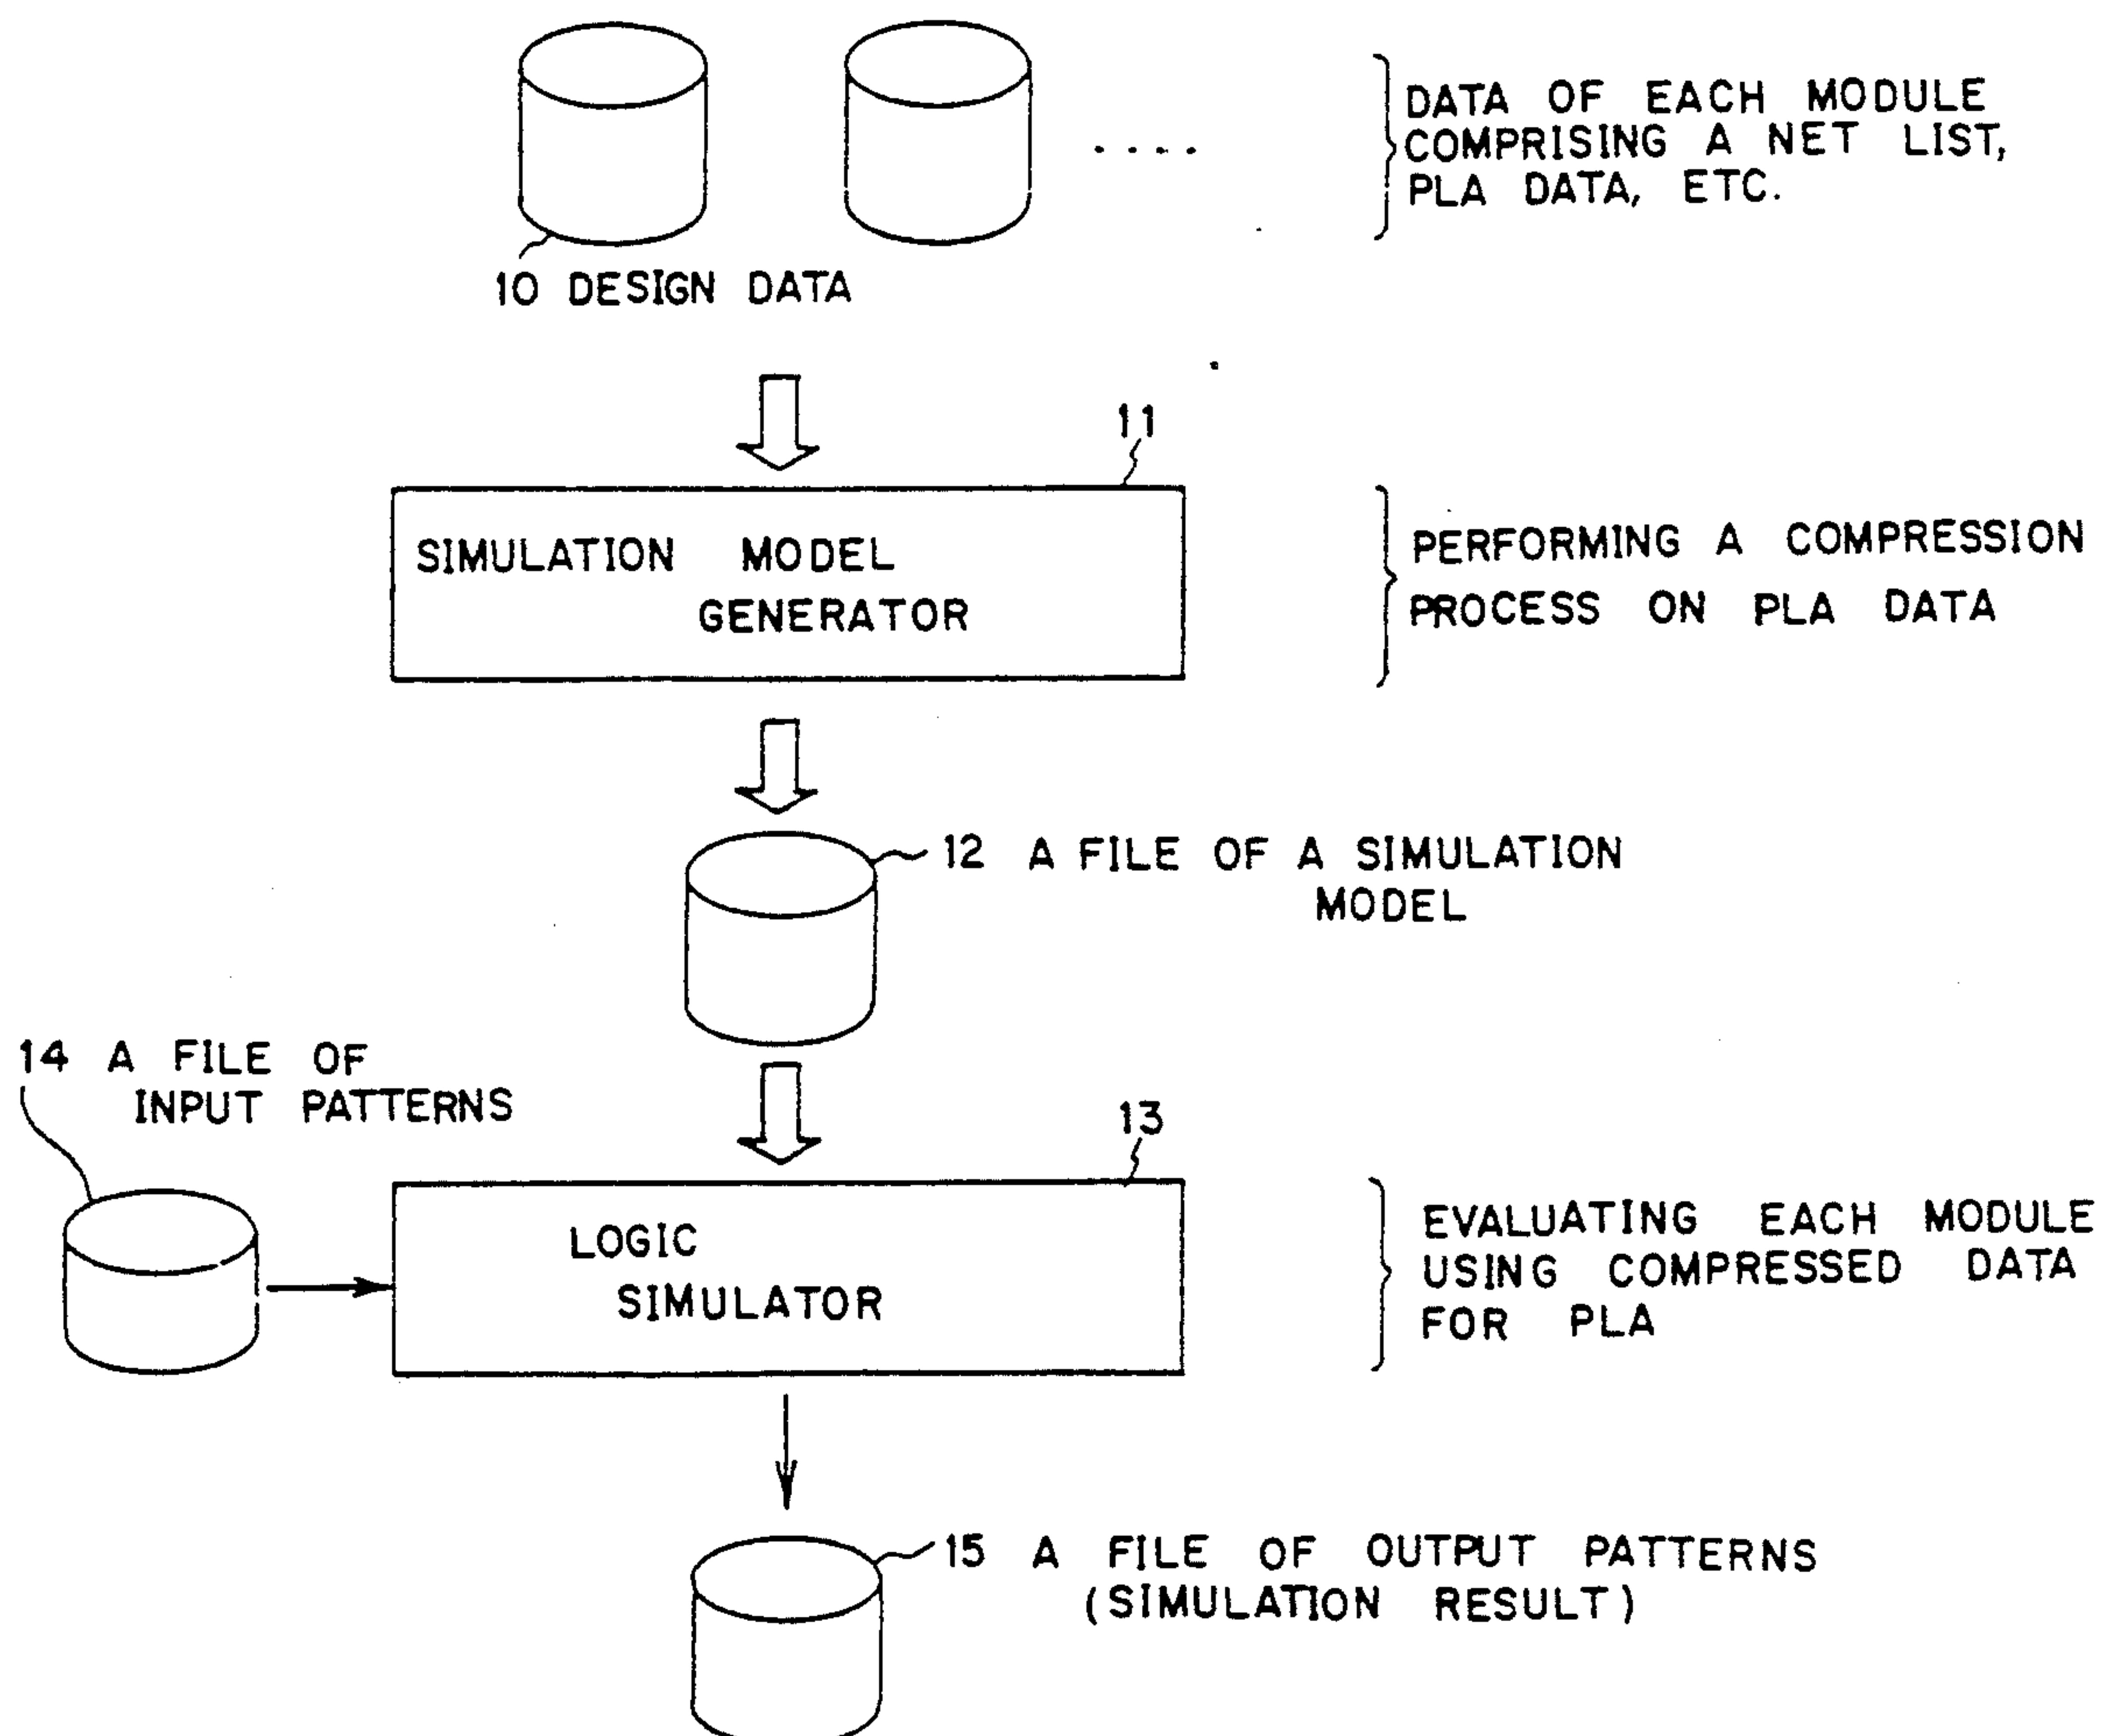 DATA OF EACH MODULE
COMPRISING A NET LIST,
PLA DATA, ETC.
10 DESIGN DATA
11
SIMULATION MODEL
GENERATOR
PERFORMING A COMPRESSION
PROCESS ON PLA DATA
12 A FILE OF A SIMULATION
MODEL
14 A FILE OF
INPUT PATTERNS
13
LOGIC
SIMULATOR
EVALUATING EACH MODULE
USING COMPRESSED DATA
FOR PLA
15 A FILE OF OUTPUT PATTERNS
(SIMULATION RESULT)